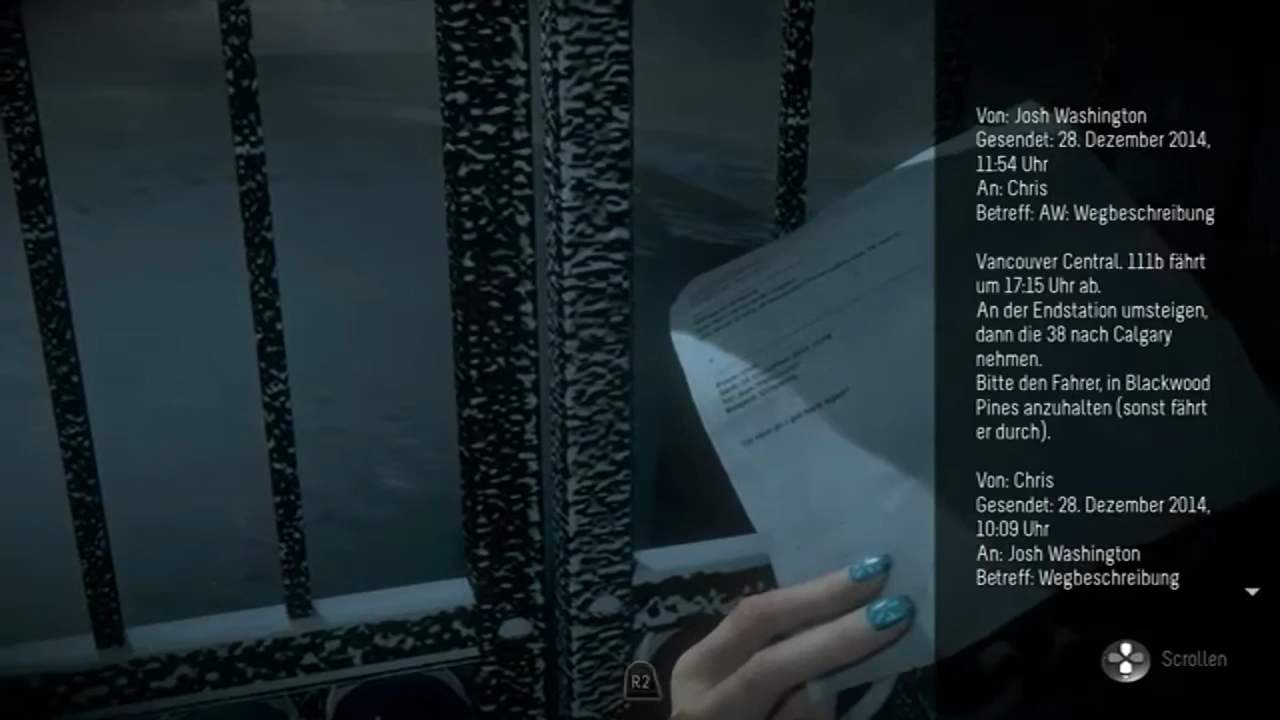 Von: Josh Washington
Gesendet: 28. Dezember 2014,
11:54 Uhr
An: Chris
Betreff: AW: Wegbeschreibung
Vancouver Central. 111b fährt
um 17:15 Uhr ab.
An der Endstation umsteigen,
dann die 38 nach Calgary
nehmen.
Bitte den Fahrer, in Blackwood
Pines anzuhalten (sonst fährt
er durch).
Von: Chris
Gesendet: 28. Dezember 2014,
10:09 Uhr
An: Josh Washington
Betreff: Wegbeschreibung
Scrollen
R2